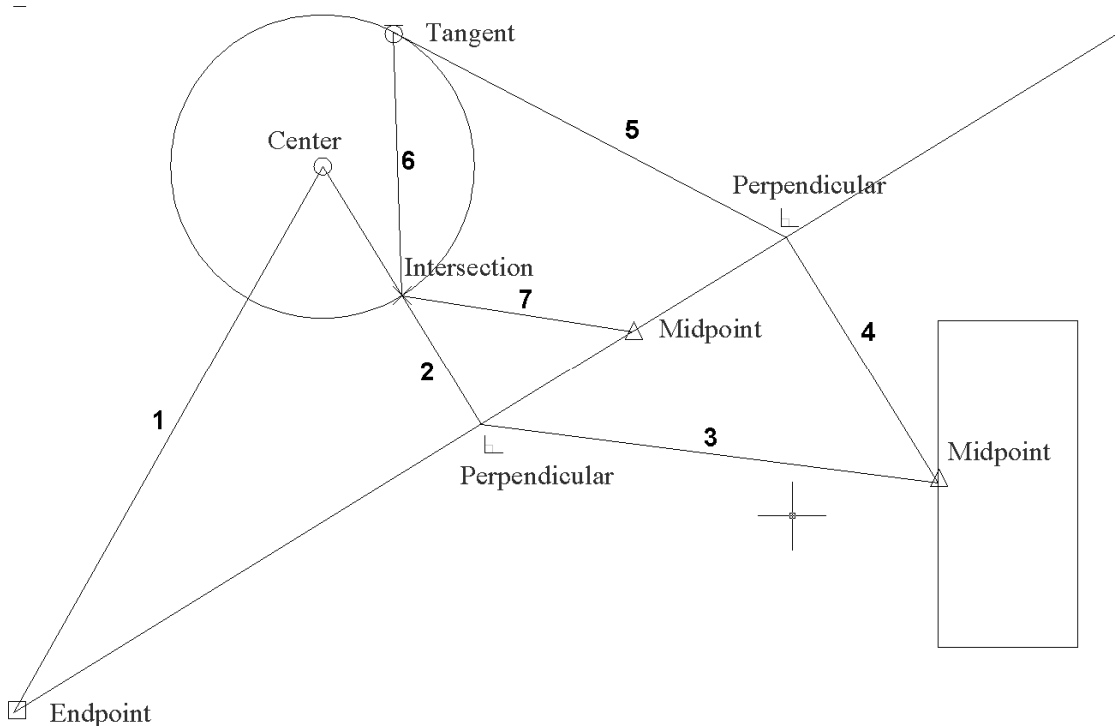 Tangent
5
Center
6
Perpendicular
Intersection
7
Midpoint
4
2
1
3
Midpoint
Perpendicular
Endpoint